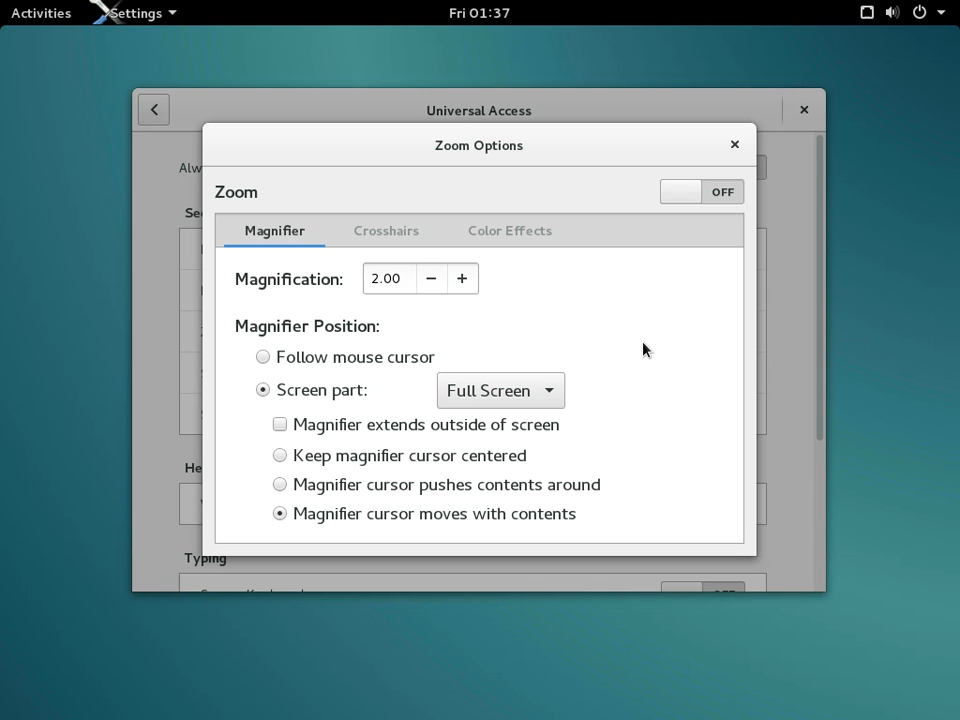 Activities Settings Fri 01:37
Universal Access
Zoom Options
Zoom OFF
Magnifier Crosshairs Color Effects
Magnification: 2.00 − +
Magnifier Position:
Follow mouse cursor
Screen part: Full Screen
Magnifier extends outside of screen
Keep magnifier cursor centered
Magnifier cursor pushes contents around
Magnifier cursor moves with contents
Typing